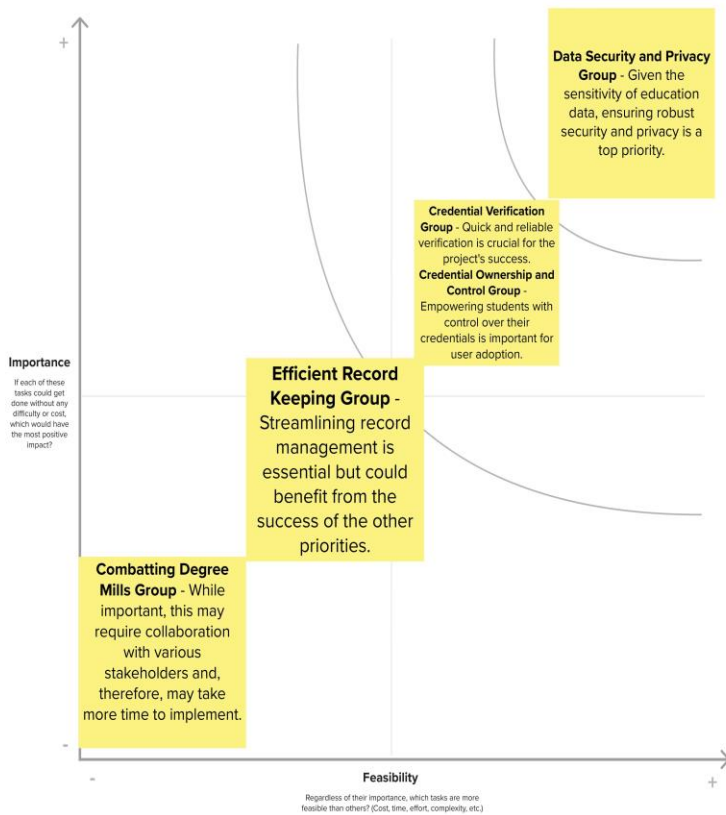 +
Data Security and Privacy
Group - Given the
sensitivity of education
data, ensuring robust
security and privacy is a
top priority.
Credential Verification
Group - Quick and reliable
verification is crucial for the
project's success.
Credential Ownership and
Control Group -
Empowering students with
control over their
credentials is important for
user adoption.
Importance
If each of these
tasks could get
done without any
difficulty or cost,
which would have
the most positive
impact?
Efficient Record
Keeping Group -
Streamlining record
management is
essential but could
benefit from the
success of the other
priorities.
Combatting Degree
Mills Group - While
important, this may
require collaboration
with various
stakeholders and,
therefore, may take
more time to implement.
-
-
Feasibility
+
Regardless of their importance, which tasks are more
feasible than others? (Cost, time, effort, complexity, etc.)